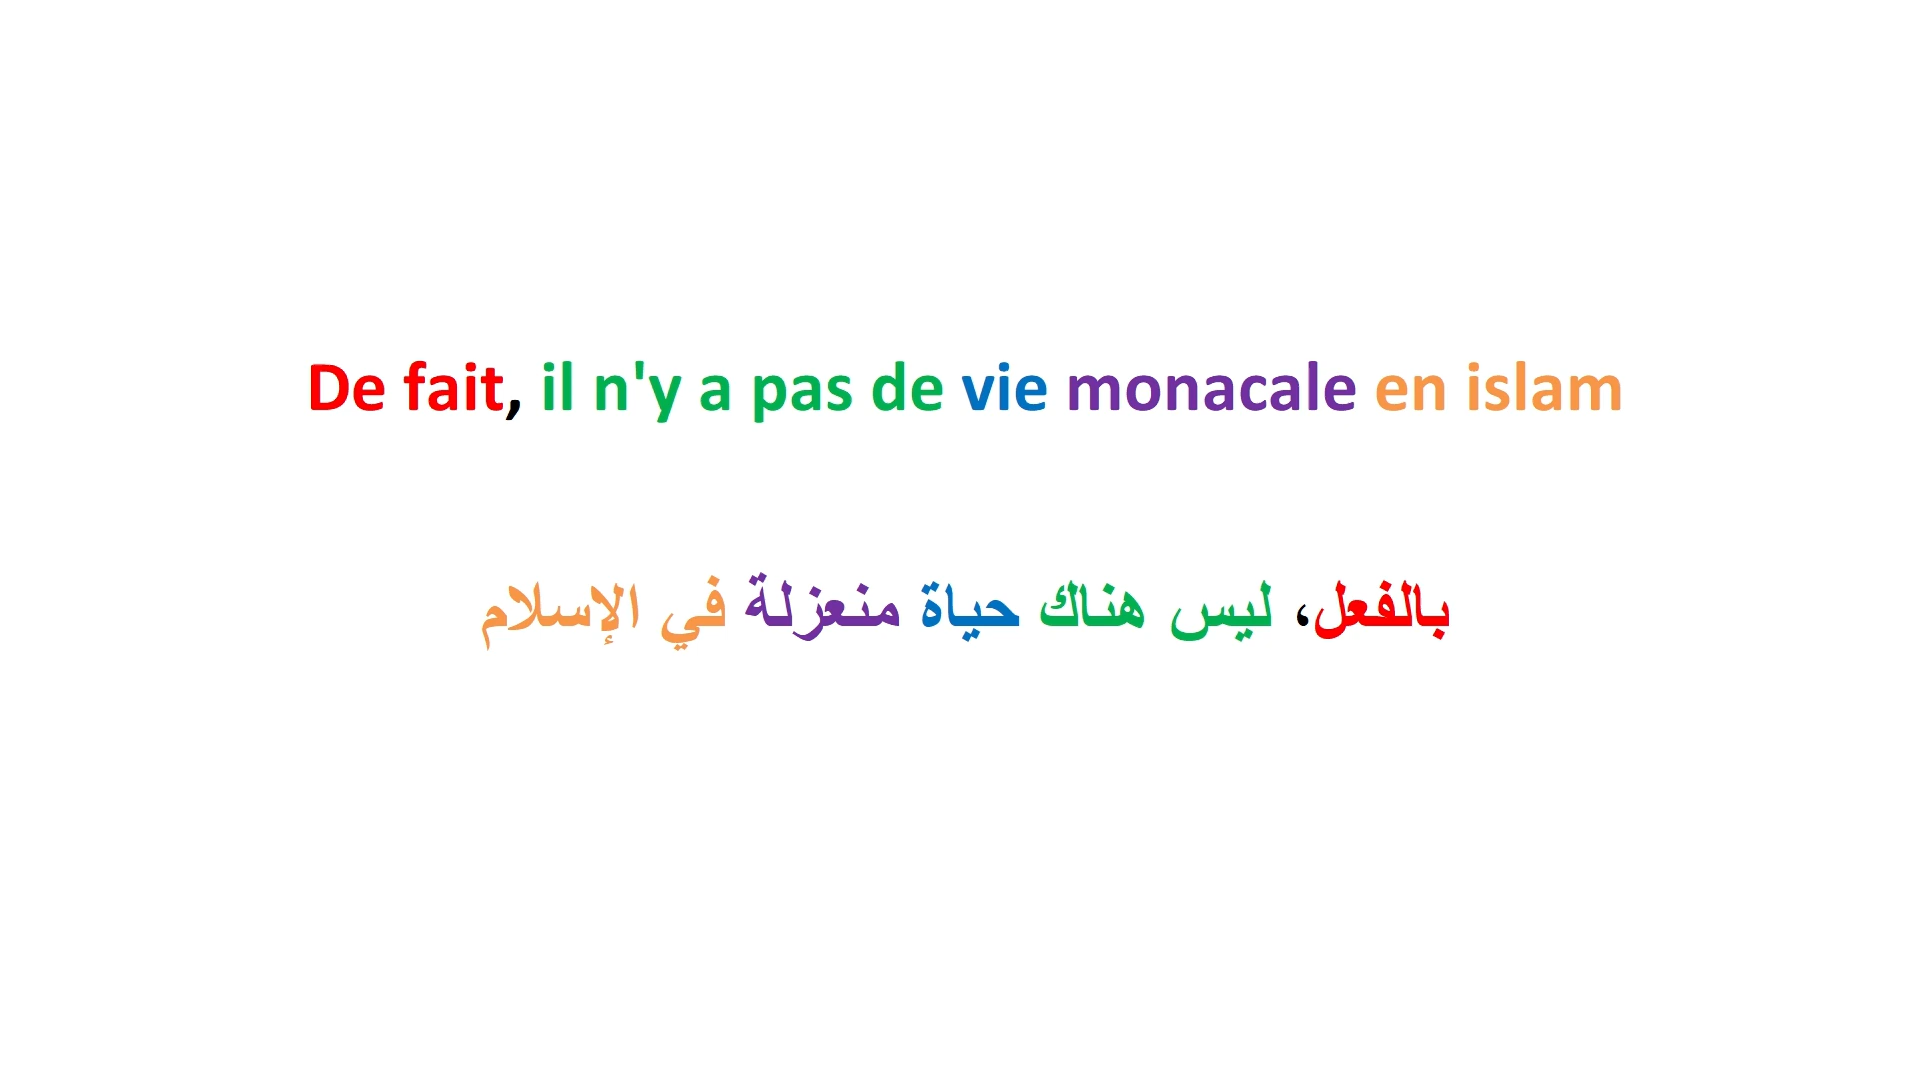 De fait, il n'y a pas de vie monacale en islam
بالفعل، ليس هناك حياة منعزلة في الإسلام